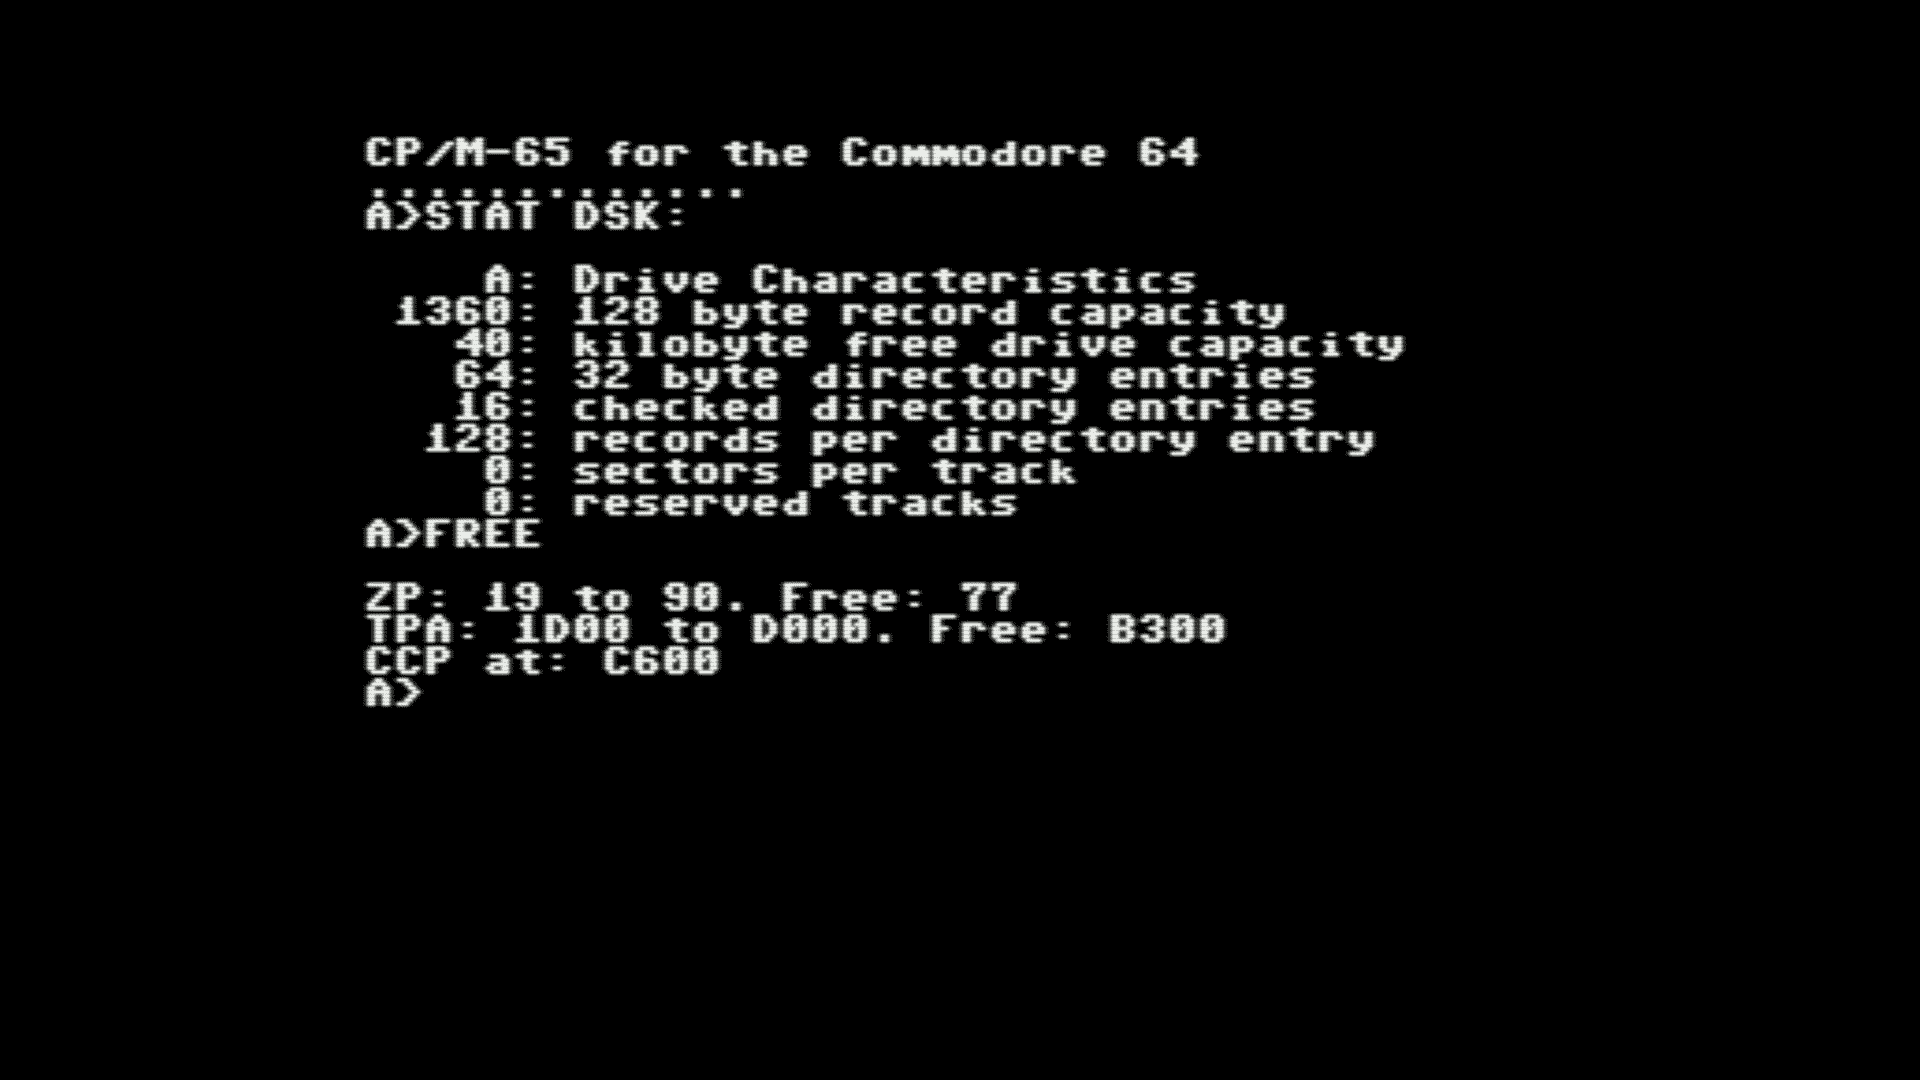 CP/M-65 for the Commodore 64
.............
A>STAT DSK:
A: Drive Characteristics
1360: 128 byte record capacity
40: kilobyte free drive capacity
64: 32 byte directory entries
16: checked directory entries
128: records per directory entry
0: sectors per track
0: reserved tracks
A>FREE
ZP: 19 to 90. Free: 77
TPA: 1D00 to D000. Free: B300
CCP at: C600
A>